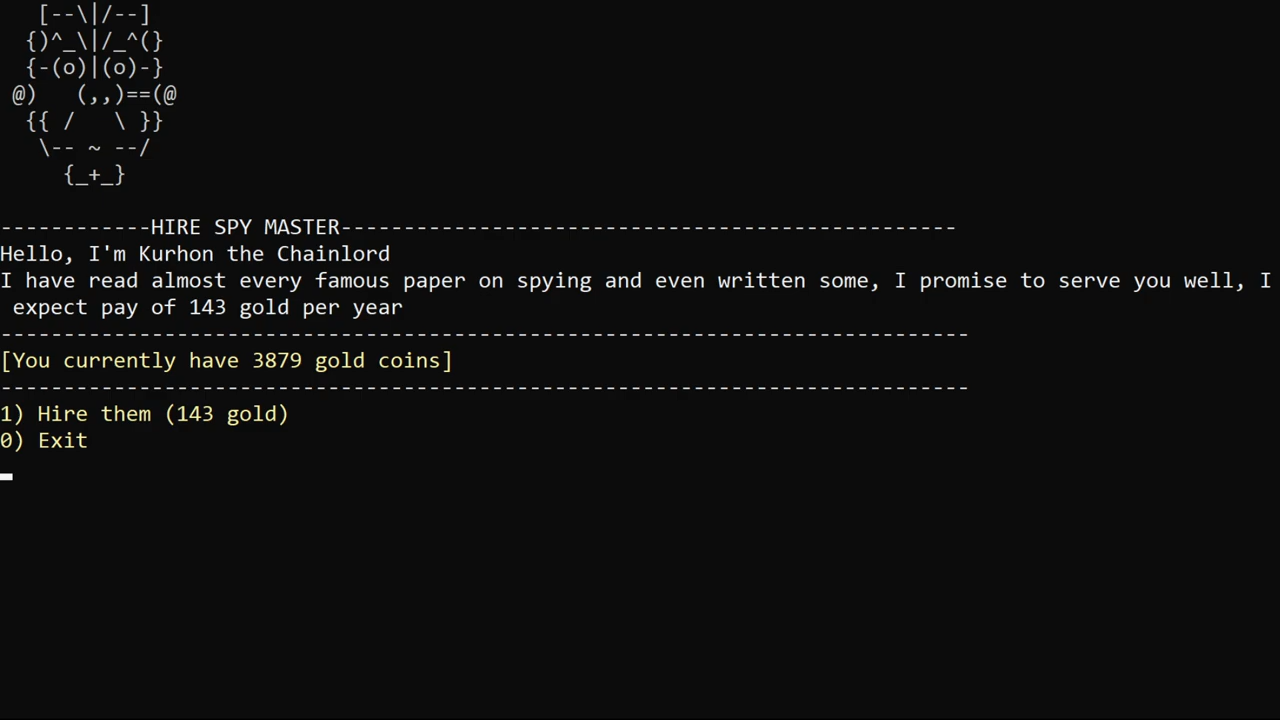 [--\|/--]
{)^_\|/_^(}
{-(o)|(o)-}
@)   (,,)==(@
{{ /   \ }}
\-- ~ --/
{_+_}
------------HIRE SPY MASTER-------------------------------------------------
Hello, I'm Kurhon the Chainlord
I have read almost every famous paper on spying and even written some, I promise to serve you well, I
expect pay of 143 gold per year
-----------------------------------------------------------------------------
[You currently have 3879 gold coins]
-----------------------------------------------------------------------------
1) Hire them (143 gold)
0) Exit